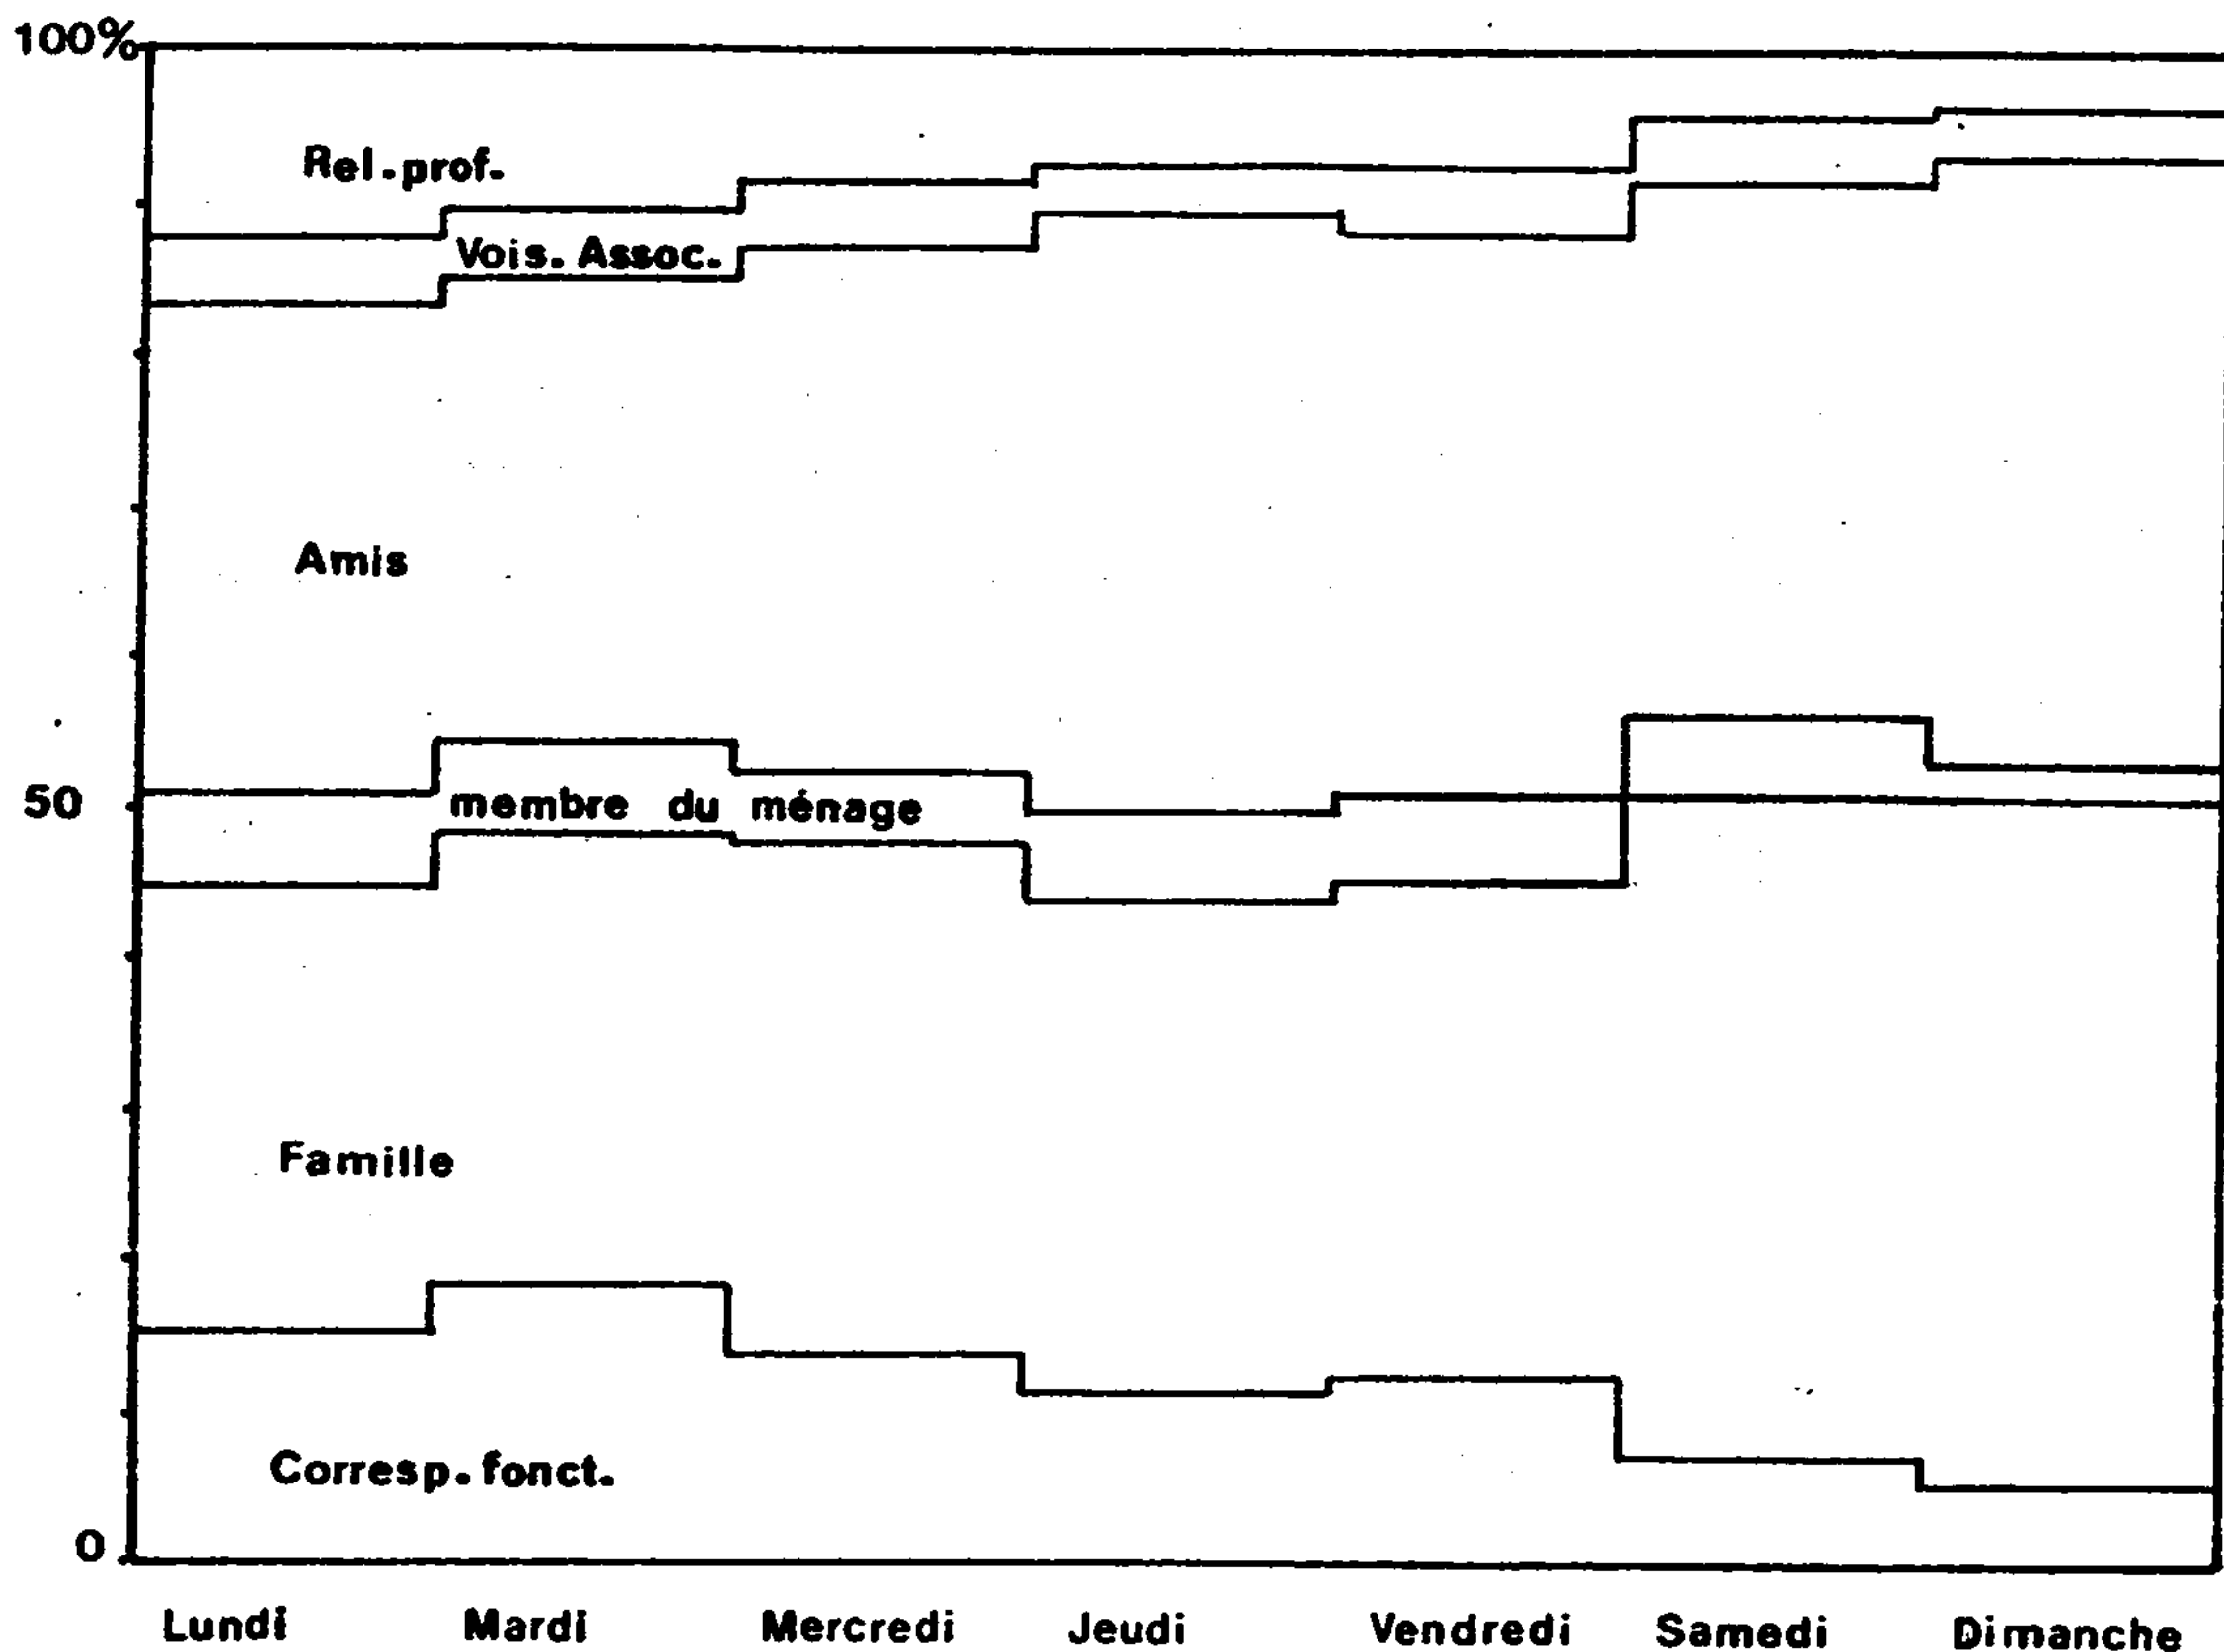 100%
Rel.prof.
Vois. Assoc.
Amis
50
membre du ménage
Famille
Corresp.fonct.
0
Lundi Mardi Mercredi Jeudi Vendredi Samedi Dimanche